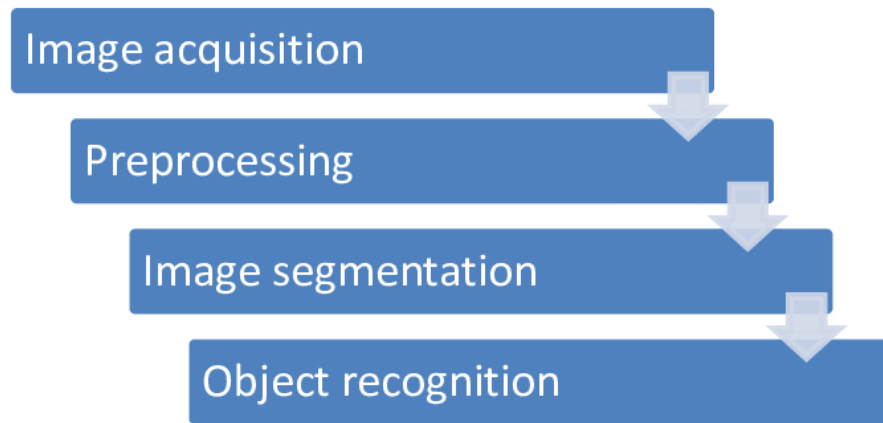 Image acquisition
Preprocessing
Image segmentation
Object recognition